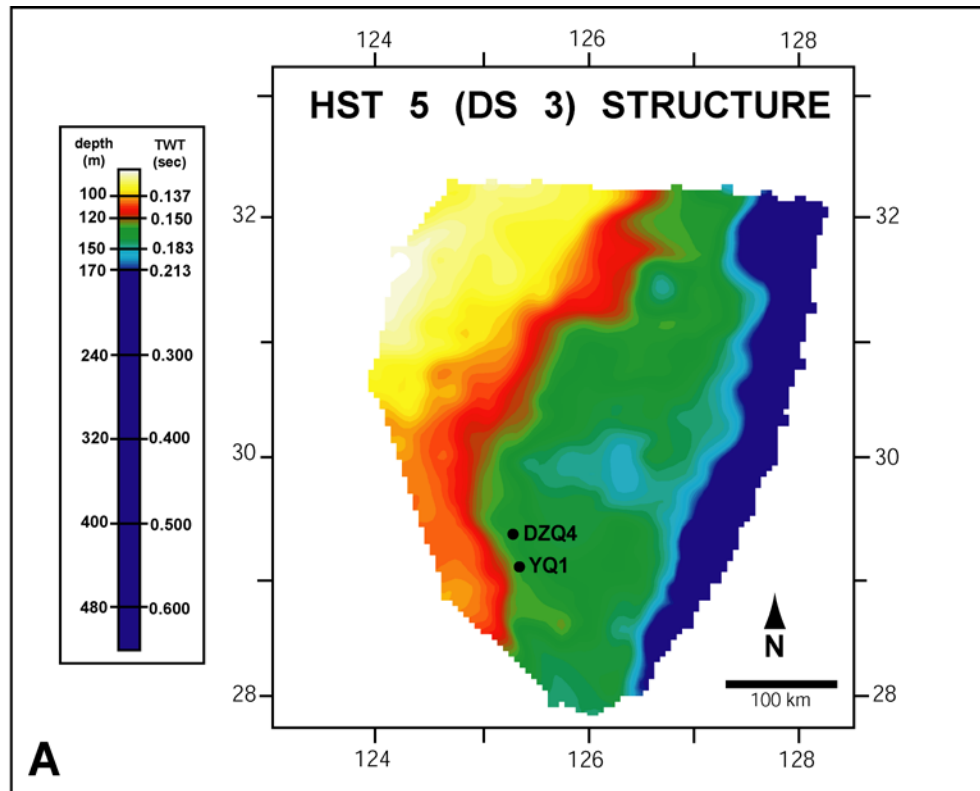 124 126 128
HST 5 (DS 3) STRUCTURE
depth (m) TWT (sec)
100 0.137
120 0.150
150 0.183
170 0.213
240 0.300
320 0.400
400 0.500
480 0.600
32 32
30 30
DZQ4
YQ1
N
100 km
28 28
124 126 128
A